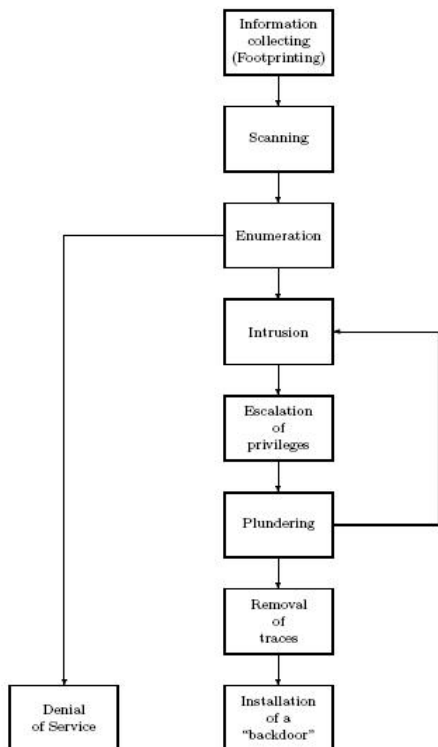 Information
collecting
(Footprinting)
Scanning
Enumeration
Intrusion
Escalation
of
privileges
Plundering
Removal
of
traces
Denial
of Service
Installation
of a
“backdoor”